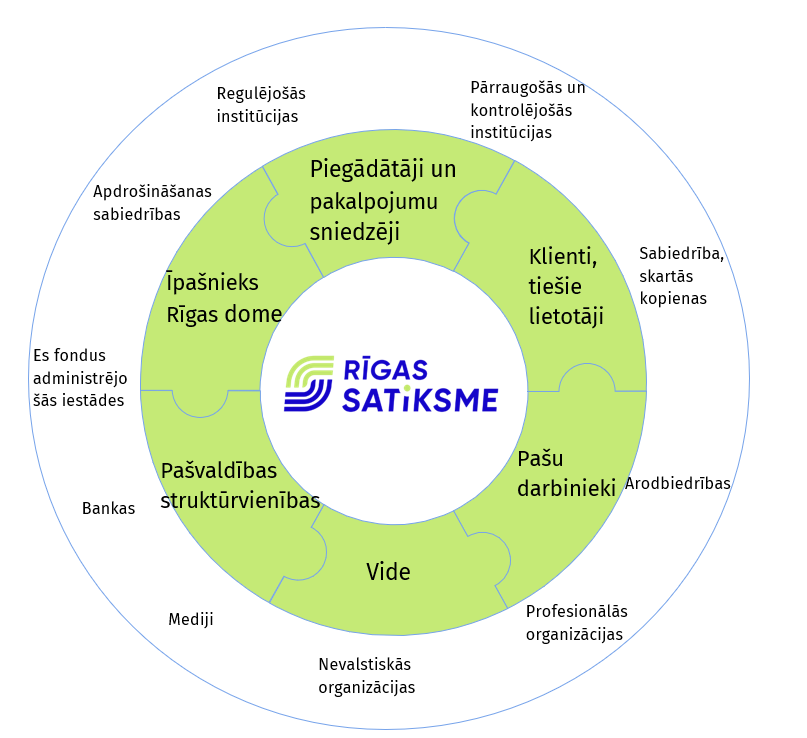 Regulējošās
institūcijas
Pārraugošās un
kontrolējošās
institūcijas
Piegādātāji un
pakalpojumu
sniedzēji
Apdrošināšanas
sabiedrības
Klienti,
tiešie
lietotāji
Sabiedrība,
skartās
kopienas
Īpašnieks
Rīgas dome
Es fondus
administrējo
šās iestādes
RĪGAS
SATiKSME
Pašvaldības
struktūrvienības
Pašu
darbinieki
Arodbiedrības
Bankas
Vide
Mediji
Profesionālās
organizācijas
Nevalstiskās
organizācijas